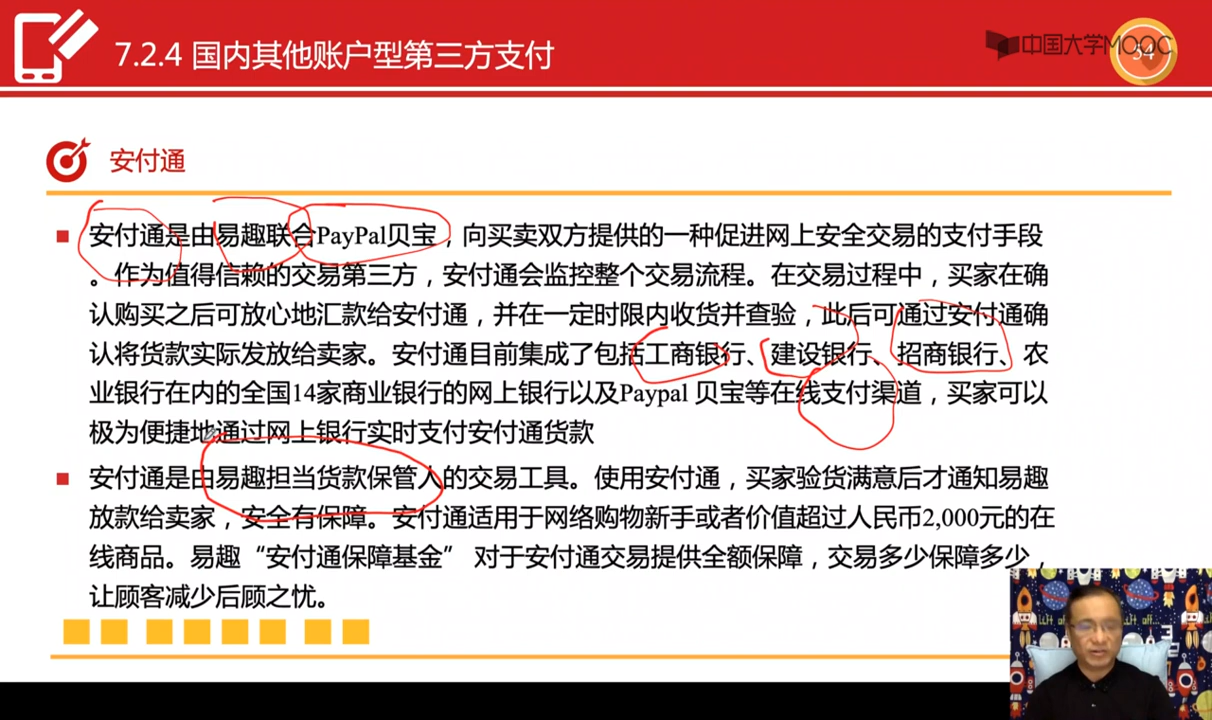 7.2.4 国内其他账户型第三方支付
中国大学MOOC
34
安付通
安付通是由易趣联合PayPal贝宝，向买卖双方提供的一种促进网上安全交易的支付手段
。作为值得信赖的交易第三方，安付通会监控整个交易流程。在交易过程中，买家在确
认购买之后可放心地汇款给安付通，并在一定时限内收货并查验，此后可通过安付通确
认将货款实际发放给卖家。安付通目前集成了包括工商银行、建设银行、招商银行、农
业银行在内的全国14家商业银行的网上银行以及Paypal 贝宝等在线支付渠道，买家可以
极为便捷地通过网上银行实时支付安付通货款
安付通是由易趣担当货款保管人的交易工具。使用安付通，买家验货满意后才通知易趣
放款给卖家，安全有保障。安付通适用于网络购物新手或者价值超过人民币2,000元的在
线商品。易趣“安付通保障基金” 对于安付通交易提供全额保障，交易多少保障多少，
让顾客减少后顾之忧。